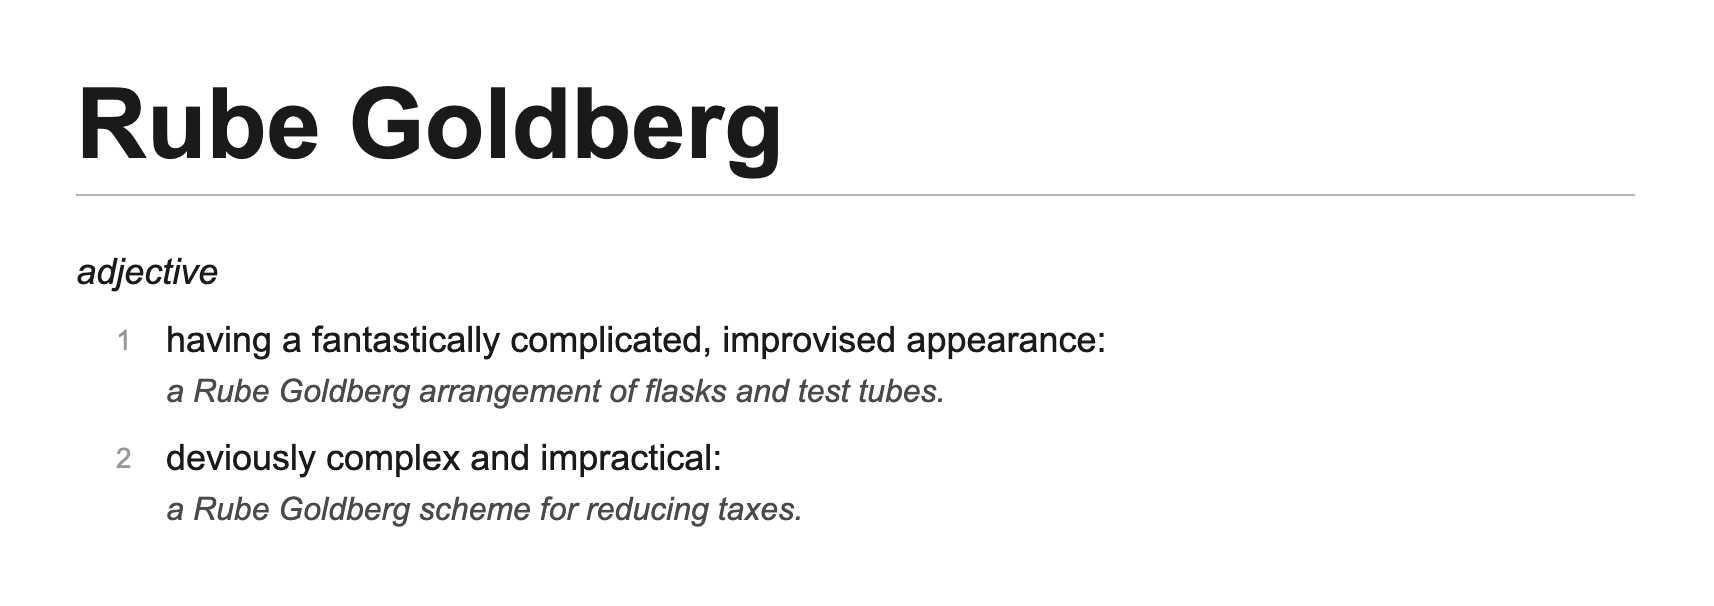 Rube Goldberg
adjective
1 having a fantastically complicated, improvised appearance:
a Rube Goldberg arrangement of flasks and test tubes.
2 deviously complex and impractical:
a Rube Goldberg scheme for reducing taxes.